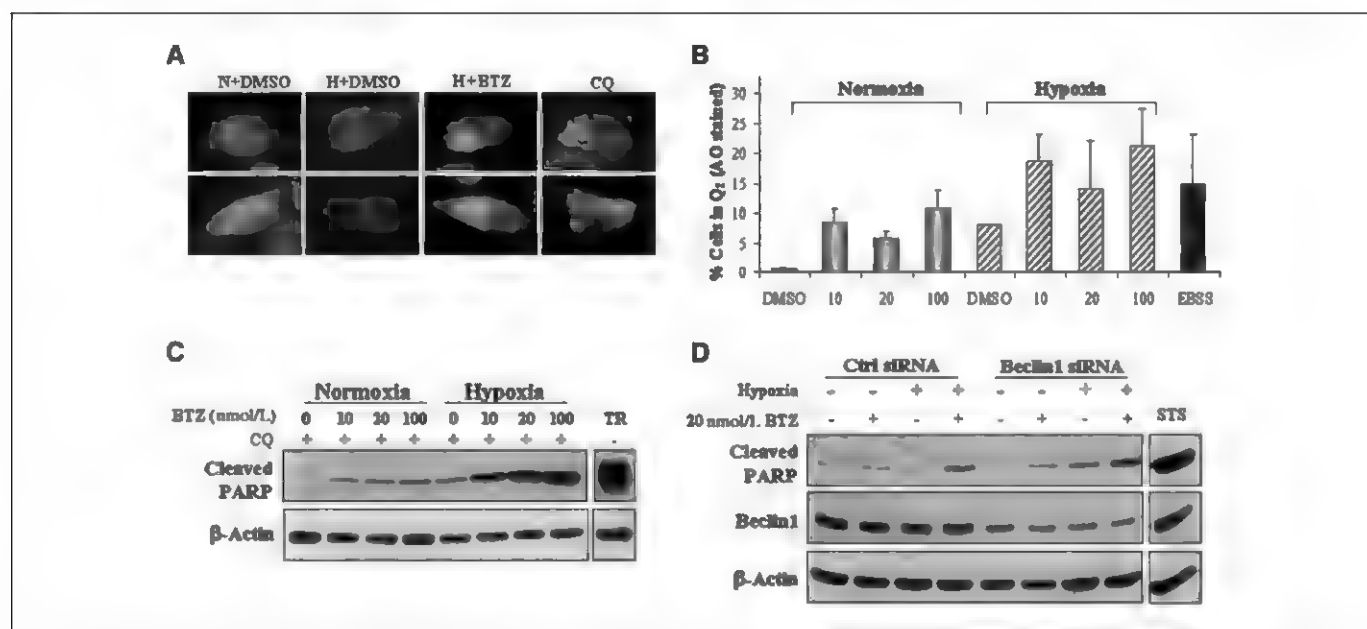 A
N+DMSO H+DMSO H+BTZ CQ
B
% Cells in Q2 (AO stained)
30
25
20
15
10
5
0
Normoxia Hypoxia
DMSO 10 20 100 DMSO 10 20 100 EBSS
C
Normoxia Hypoxia
BTZ (nmol/L) 0 10 20 100 0 10 20 100 TR
CQ + + + + + + + + -
Cleaved
PARP
β-Actin
D
Ctrl siRNA Beclin1 siRNA
Hypoxia - - + + - - + +
20 nmol/L BTZ - + - + - + - + STS
Cleaved
PARP
Beclin1
β-Actin